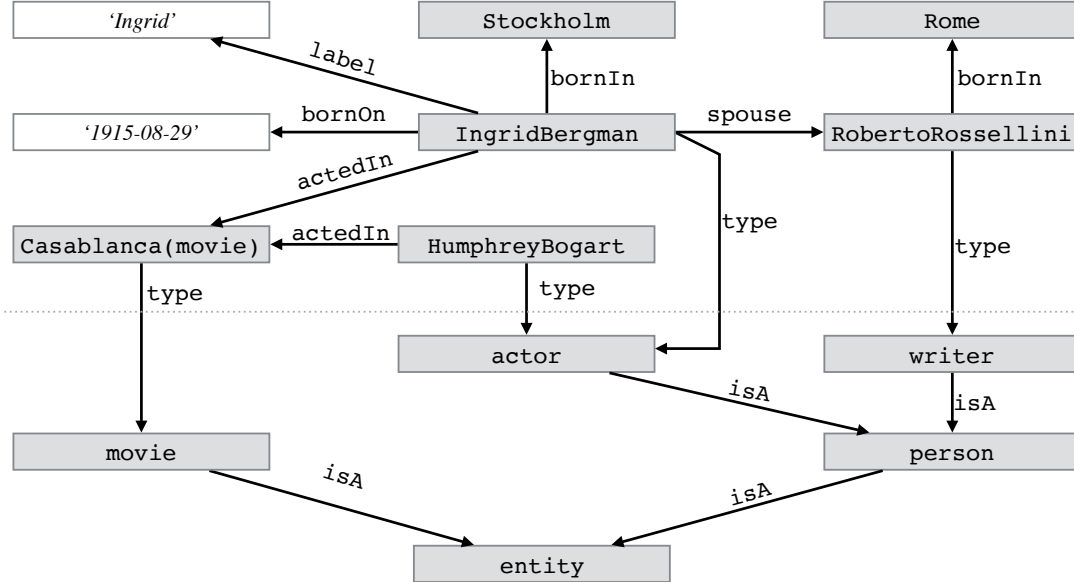 ‘Ingrid’
Stockholm
Rome
label
bornIn
bornIn
‘1915-08-29’
bornOn
IngridBergman
spouse
RobertoRossellini
actedIn
type
Casablanca(movie)
actedIn
HumphreyBogart
type
type
type
actor
writer
isA
isA
movie
person
isA
isA
entity